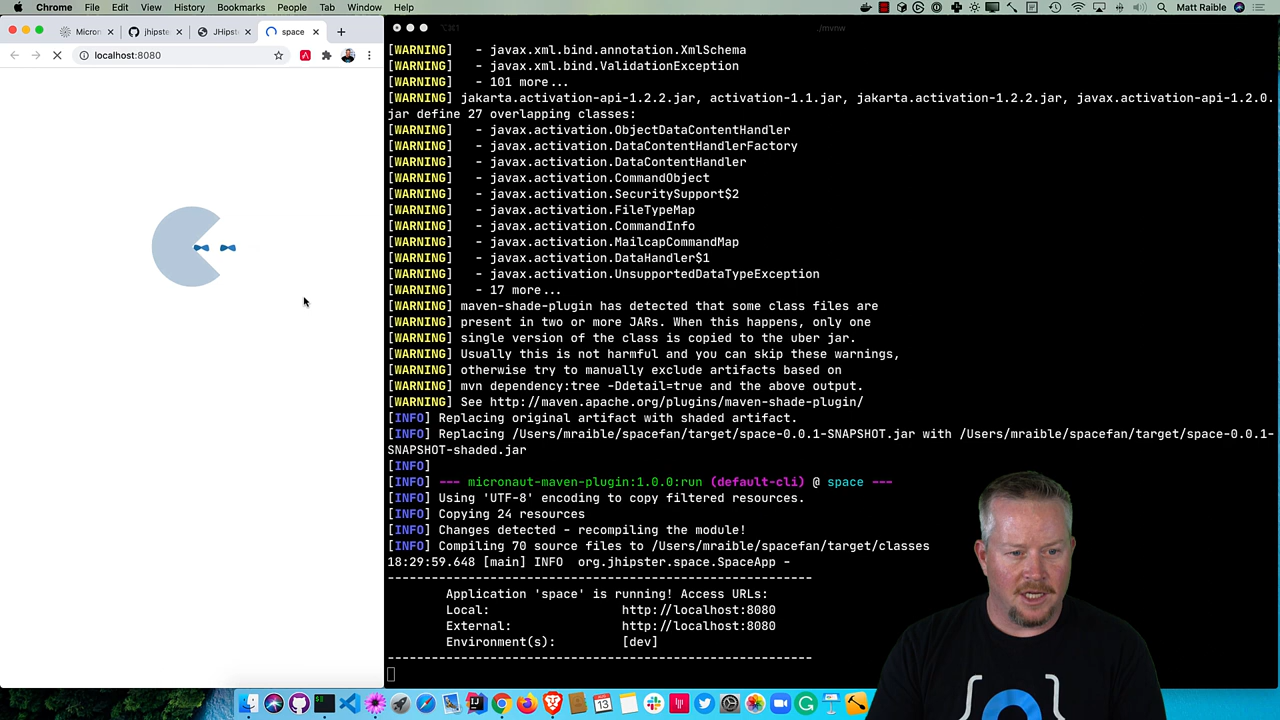 Chrome File Edit View History Bookmarks People Tab Window Help Matt Raible
Micron jhipste JHipst space
localhost:8080
./mvnw
[WARNING] - javax.xml.bind.annotation.XmlSchema
[WARNING] - javax.xml.bind.ValidationException
[WARNING] - 101 more...
[WARNING] jakarta.activation-api-1.2.2.jar, activation-1.1.jar, jakarta.activation-1.2.2.jar, javax.activation-api-1.2.0.
jar define 27 overlapping classes:
[WARNING] - javax.activation.ObjectDataContentHandler
[WARNING] - javax.activation.DataContentHandlerFactory
[WARNING] - javax.activation.DataContentHandler
[WARNING] - javax.activation.CommandObject
[WARNING] - javax.activation.SecuritySupport$2
[WARNING] - javax.activation.FileTypeMap
[WARNING] - javax.activation.CommandInfo
[WARNING] - javax.activation.MailcapCommandMap
[WARNING] - javax.activation.DataHandler$1
[WARNING] - javax.activation.UnsupportedDataTypeException
[WARNING] - 17 more...
[WARNING] maven-shade-plugin has detected that some class files are
[WARNING] present in two or more JARs. When this happens, only one
[WARNING] single version of the class is copied to the uber jar.
[WARNING] Usually this is not harmful and you can skip these warnings,
[WARNING] otherwise try to manually exclude artifacts based on
[WARNING] mvn dependency:tree -Ddetail=true and the above output.
[WARNING] See http://maven.apache.org/plugins/maven-shade-plugin/
[INFO] Replacing original artifact with shaded artifact.
[INFO] Replacing /Users/mraible/spacefan/target/space-0.0.1-SNAPSHOT.jar with /Users/mraible/spacefan/target/space-0.0.1-
SNAPSHOT-shaded.jar
[INFO]
[INFO] --- micronaut-maven-plugin:1.0.0:run (default-cli) @ space ---
[INFO] Using 'UTF-8' encoding to copy filtered resources.
[INFO] Copying 24 resources
[INFO] Changes detected - recompiling the module!
[INFO] Compiling 70 source files to /Users/mraible/spacefan/target/classes
18:29:59.648 [main] INFO org.jhipster.space.SpaceApp -
----------------------------------------------------------
Application 'space' is running! Access URLs:
Local: http://localhost:8080
External: http://localhost:8080
Environment(s): [dev]
----------------------------------------------------------